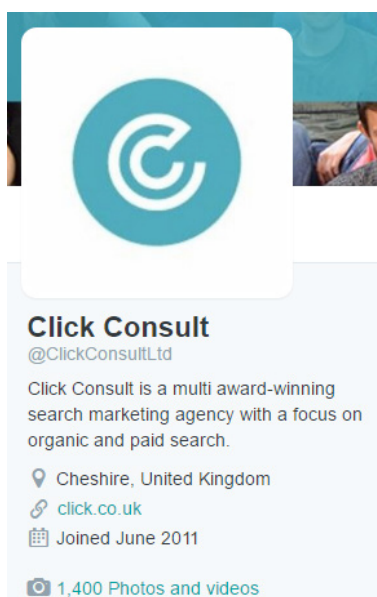 Click Consult
@ClickConsultLtd
Click Consult is a multi award-winning
search marketing agency with a focus on
organic and paid search.
Cheshire, United Kingdom
click.co.uk
Joined June 2011
1,400 Photos and videos